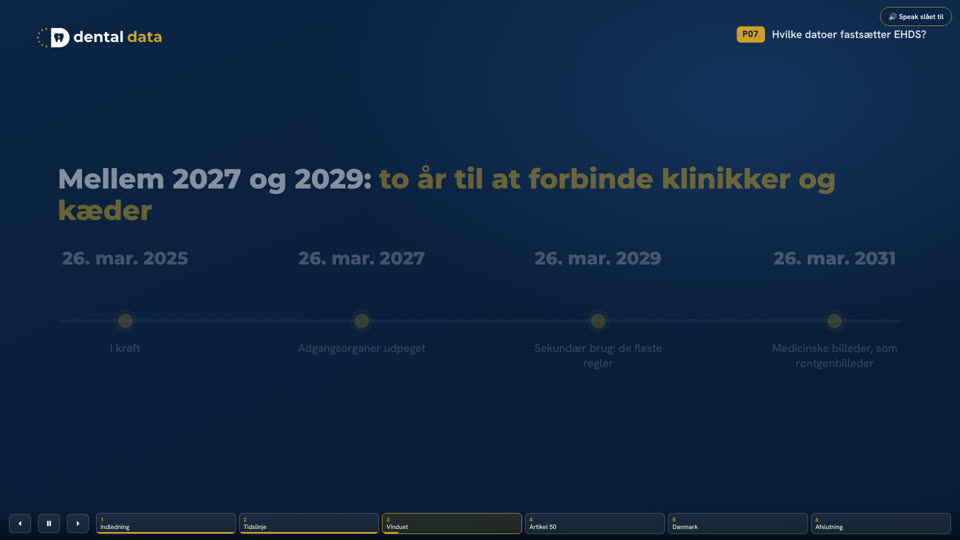 Speak slået til
dental data
P07 Hvilke datoer fastsætter EHDS?
Mellem 2027 og 2029: to år til at forbinde klinikker og
kæder
26. mar. 2025
26. mar. 2027
26. mar. 2029
26. mar. 2031
I kraft
Adgangsorganer udpeget
Sekundær brug: de fleste
regler
Medicinske billeder, som
røntgenbilleder
1
Indledning
2
Tidslinje
3
Vinduet
4
Artikel 50
5
Danmark
6
Afslutning